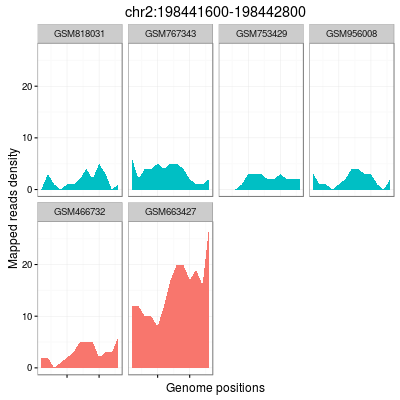 chr2:198441600-198442800
GSM818031 GSM767343 GSM753429 GSM956008
20
10
0
Mapped reads density
GSM466732 GSM663427
20
10
0
Genome positions